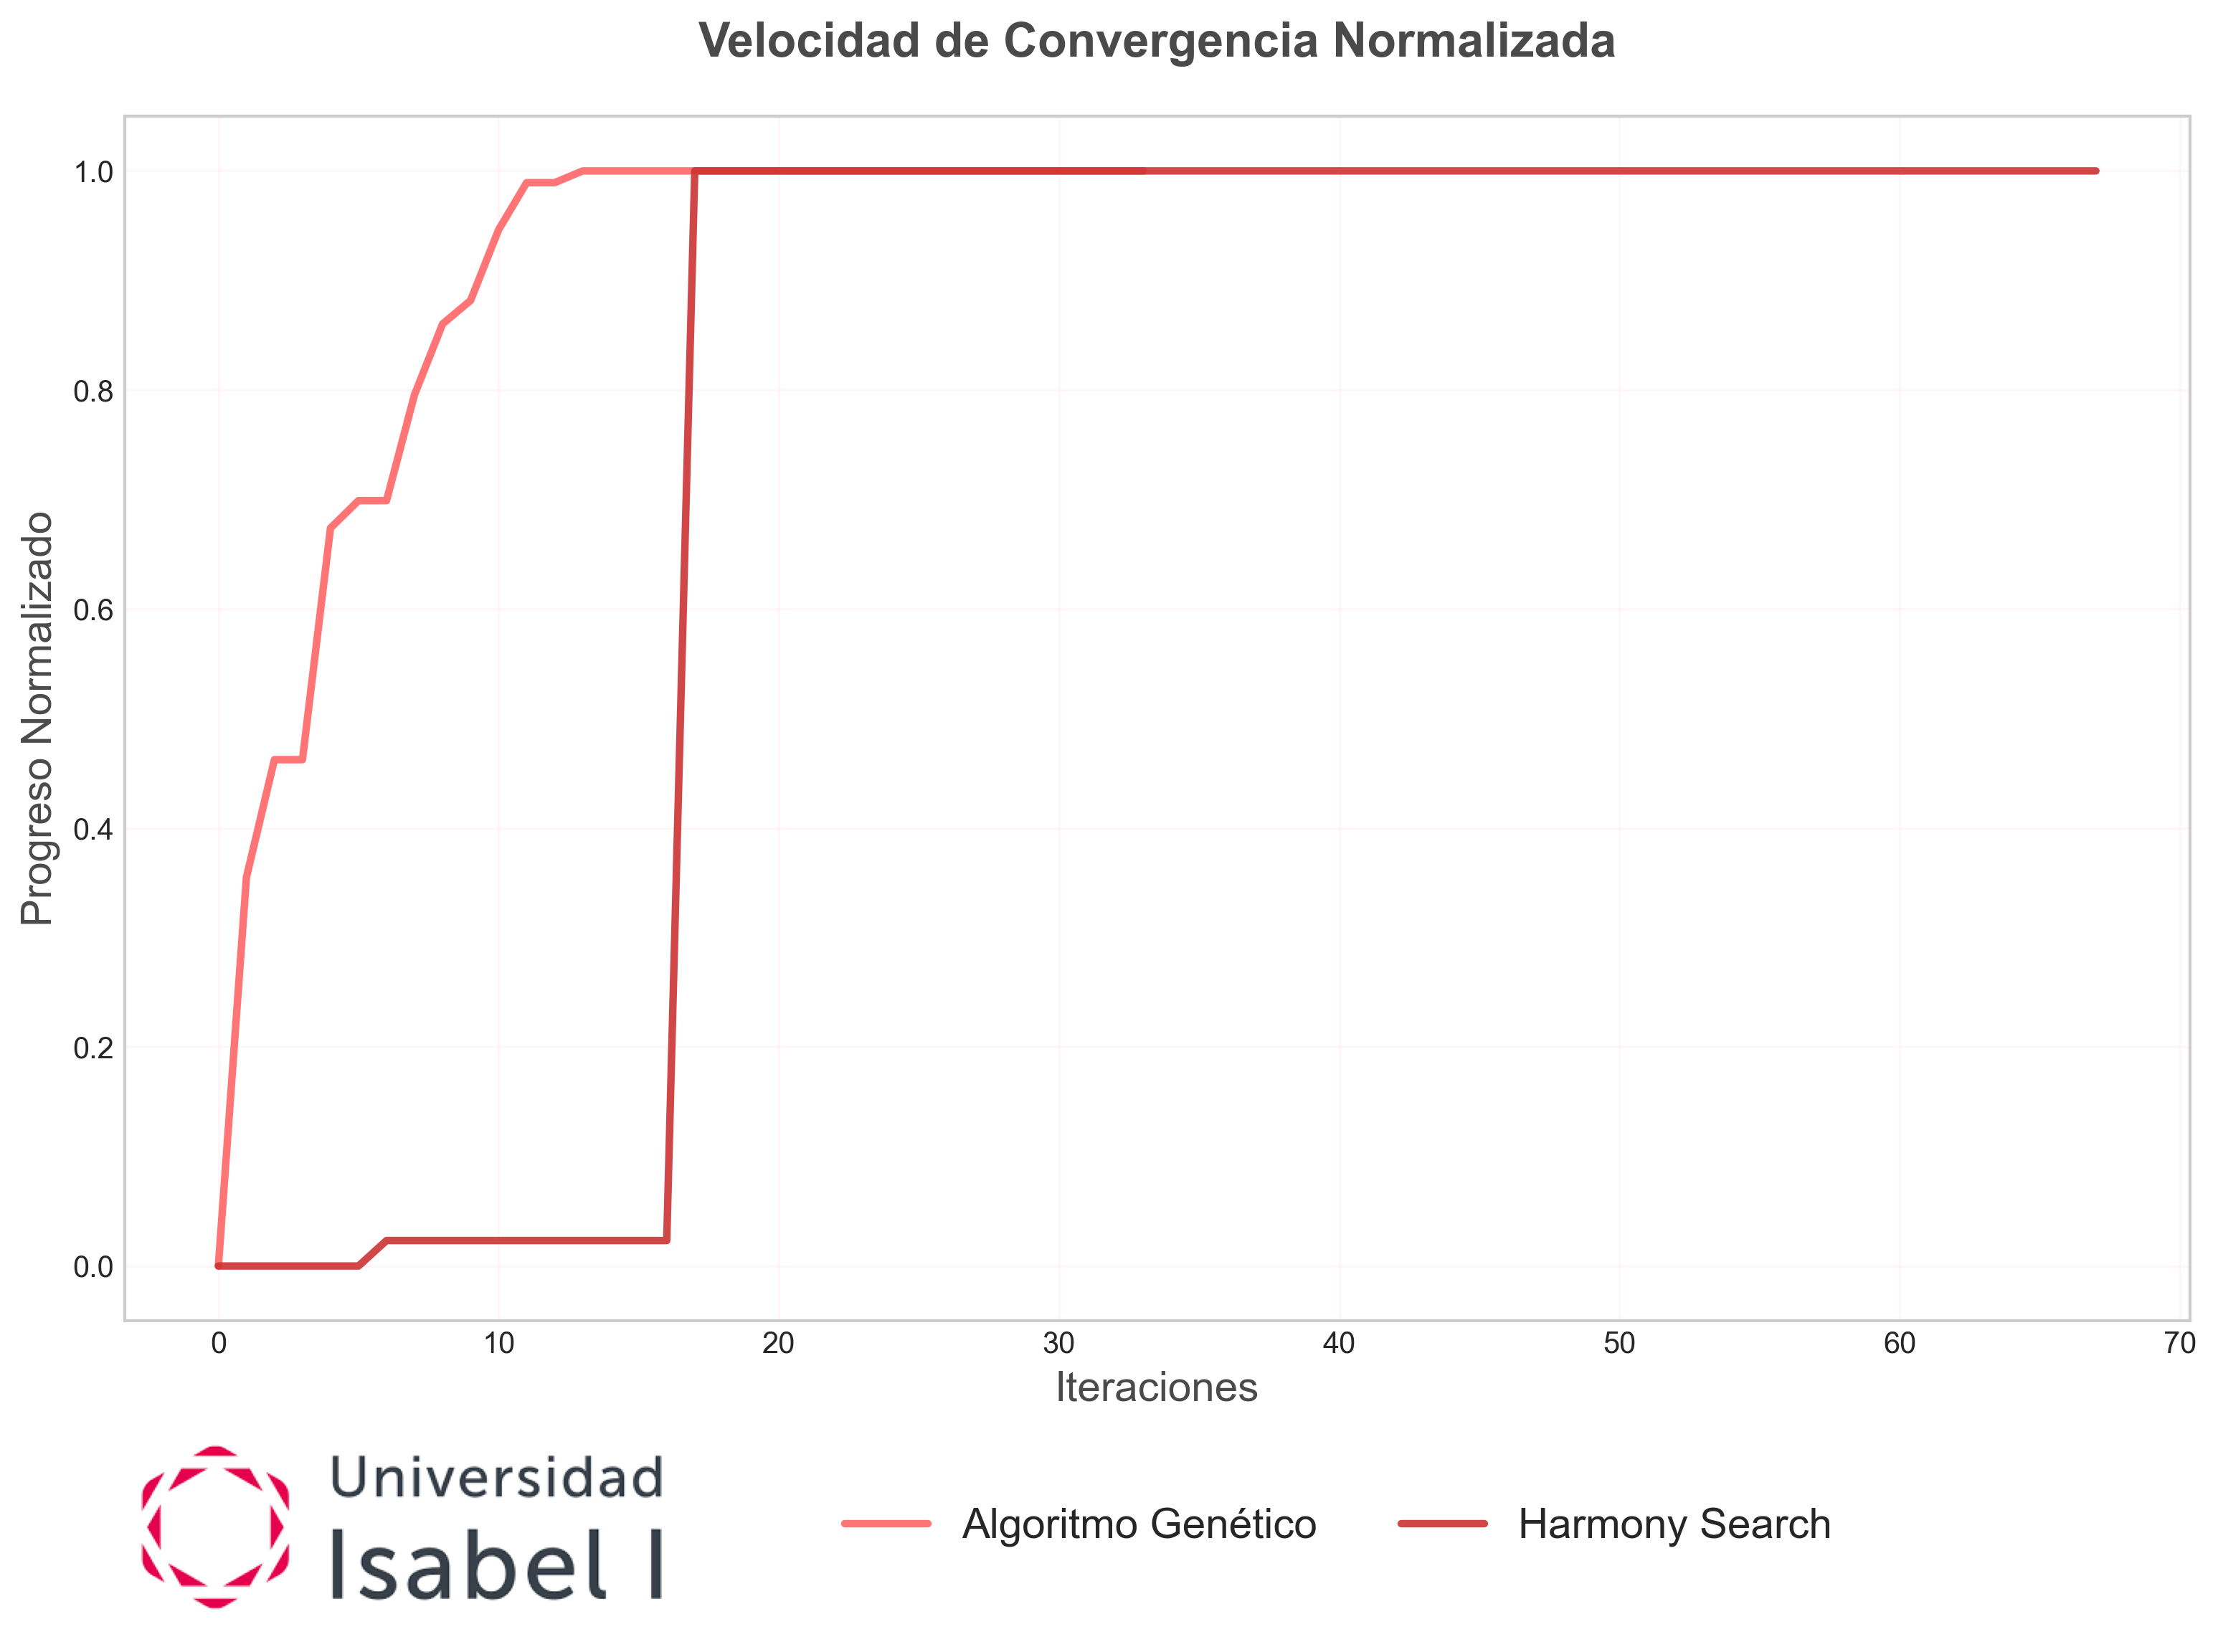 Velocidad de Convergencia Normalizada
Progreso Normalizado
1.0
0.8
0.6
0.4
0.2
0.0
0 10 20 30 40 50 60 70
Iteraciones
Universidad
Isabel I
Algoritmo Genético Harmony Search